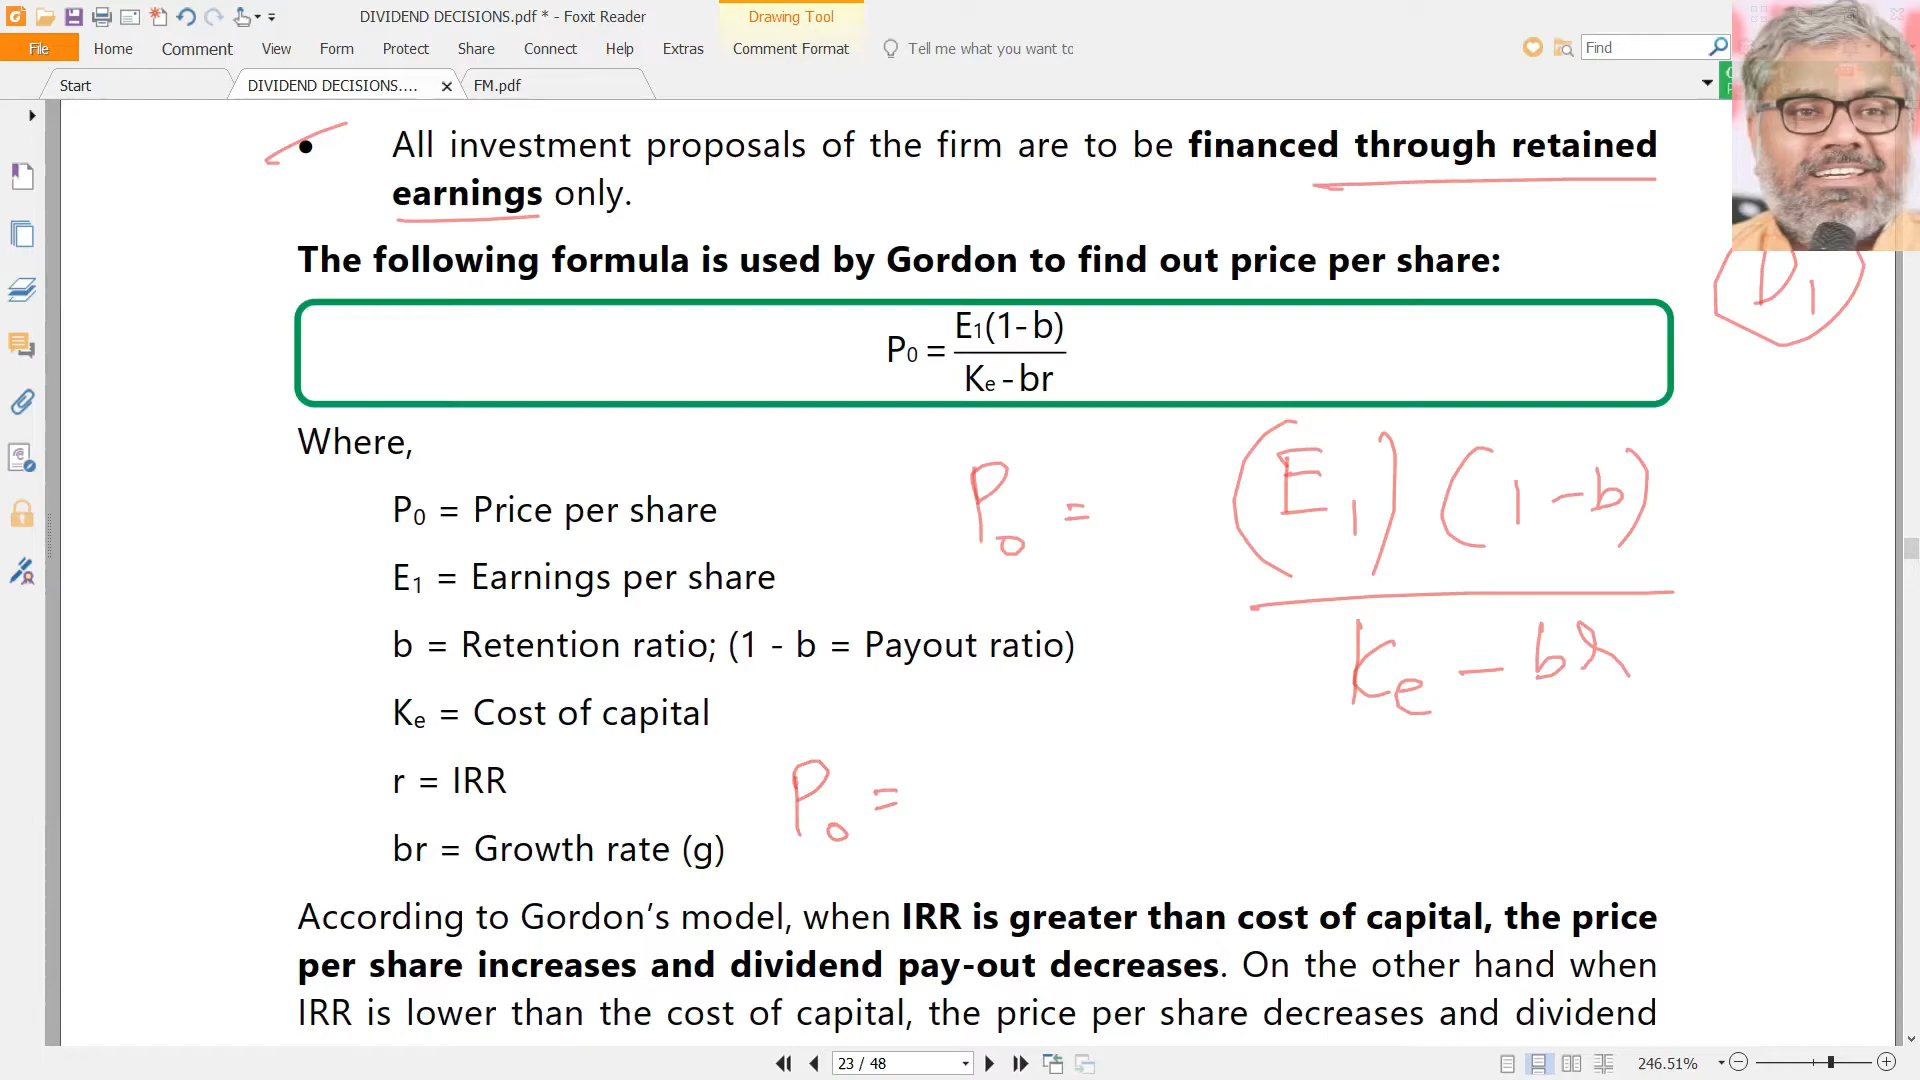 DIVIDEND DECISIONS.pdf * - Foxit Reader
Drawing Tool
File Home Comment View Form Protect Share Connect Help Extras Comment Format Tell me what you want to Find
Start DIVIDEND DECISIONS.... FM.pdf
• All investment proposals of the firm are to be financed through retained
earnings only.
The following formula is used by Gordon to find out price per share:
D1
P0 = E1(1-b)
Ke - br
Where,
P0 = (E1) (1-b)
Ke - br
P0 = Price per share
E1 = Earnings per share
b = Retention ratio; (1 - b = Payout ratio)
Ke = Cost of capital
r = IRR
P0 =
br = Growth rate (g)
According to Gordon’s model, when IRR is greater than cost of capital, the price
per share increases and dividend pay-out decreases. On the other hand when
IRR is lower than the cost of capital, the price per share decreases and dividend
23 / 48
246.51%